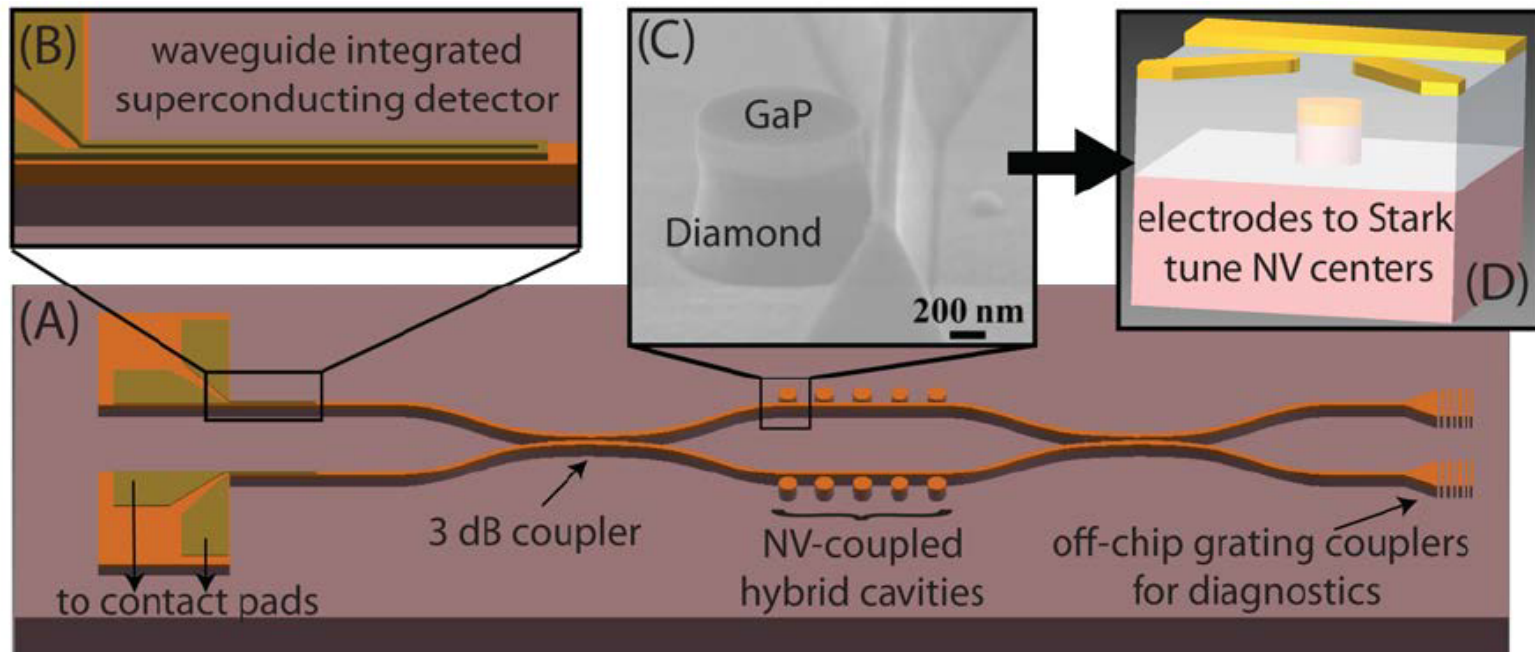 (B)
waveguide integrated
superconducting detector
(C)
GaP
Diamond
200 nm
electrodes to Stark
tune NV centers
(D)
(A)
3 dB coupler
NV-coupled
hybrid cavities
off-chip grating couplers
for diagnostics
to contact pads